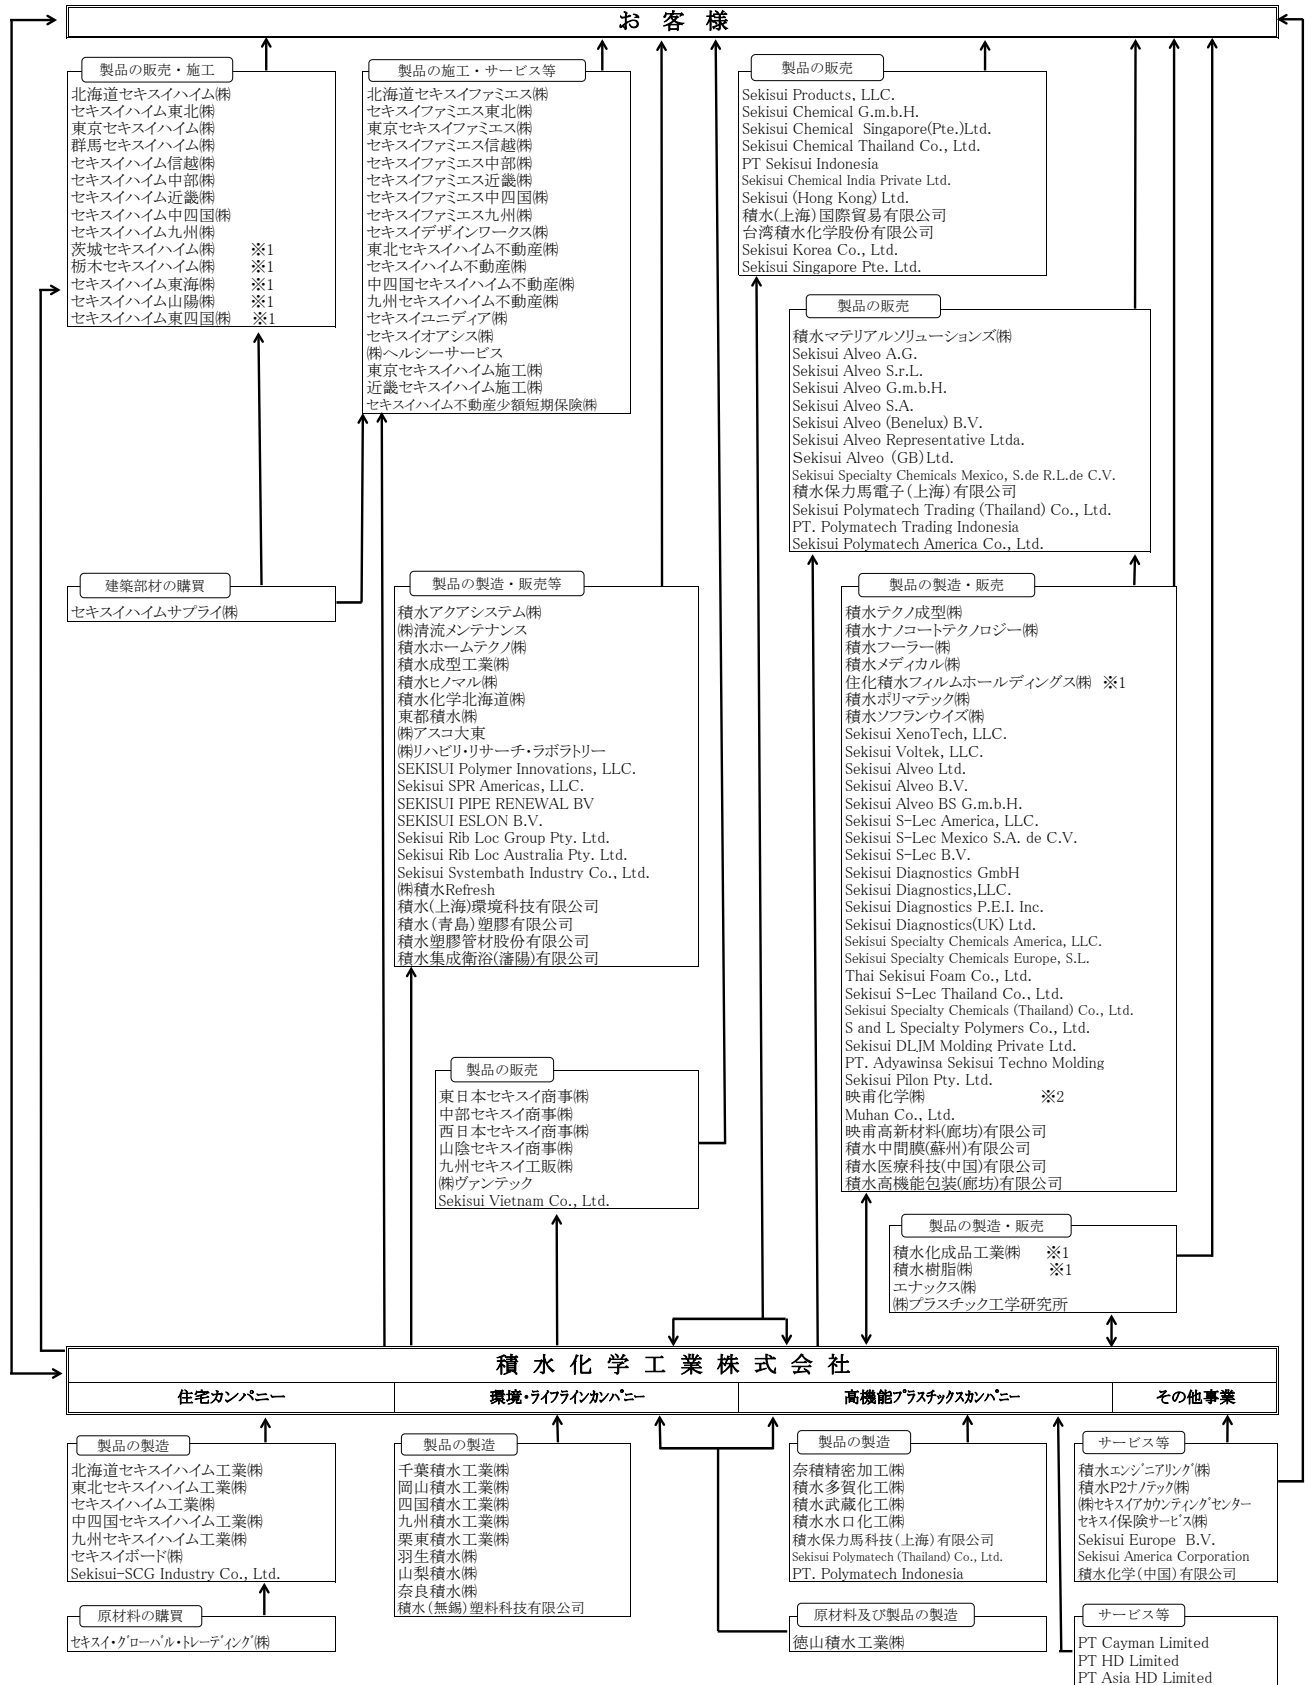 お 客 様
製品の販売・施工
北海道セキスイハイム㈱
セキスイハイム東北㈱
東京セキスイハイム㈱
群馬セキスイハイム㈱
セキスイハイム信越㈱
セキスイハイム中部㈱
セキスイハイム近畿㈱
セキスイハイム中四国㈱
セキスイハイム九州㈱
茨城セキスイハイム㈱ ※1
栃木セキスイハイム㈱ ※1
セキスイハイム東海㈱ ※1
セキスイハイム山陽㈱ ※1
セキスイハイム東四国㈱ ※1
製品の施工・サービス等
北海道セキスイファミエス㈱
セキスイファミエス東北㈱
東京セキスイファミエス㈱
セキスイファミエス信越㈱
セキスイファミエス中部㈱
セキスイファミエス近畿㈱
セキスイファミエス中四国㈱
セキスイファミエス九州㈱
セキスイデザインワークス㈱
東北セキスイハイム不動産㈱
セキスイハイム不動産㈱
中四国セキスイハイム不動産㈱
九州セキスイハイム不動産㈱
セキスイユニディア㈱
セキスイオアシス㈱
㈱ヘルシーサービス
東京セキスイハイム施工㈱
近畿セキスイハイム施工㈱
セキスイハイム不動産少額短期保険㈱
製品の販売
Sekisui Products, LLC.
Sekisui Chemical G.m.b.H.
Sekisui Chemical Singapore(Pte.)Ltd.
Sekisui Chemical Thailand Co., Ltd.
PT Sekisui Indonesia
Sekisui Chemical India Private Ltd.
Sekisui (Hong Kong) Ltd.
積水(上海)国際貿易有限公司
台湾積水化学股份有限公司
Sekisui Korea Co., Ltd.
Sekisui Singapore Pte. Ltd.
製品の販売
積水マテリアルソリューションズ㈱
Sekisui Alveo A.G.
Sekisui Alveo S.r.L.
Sekisui Alveo G.m.b.H.
Sekisui Alveo S.A.
Sekisui Alveo (Benelux) B.V.
Sekisui Alveo Representative Ltda.
Sekisui Alveo (GB)Ltd.
Sekisui Specialty Chemicals Mexico, S.de R.L.de C.V.
積水保力馬電子(上海)有限公司
Sekisui Polymatech Trading (Thailand) Co., Ltd.
PT. Polymatech Trading Indonesia
Sekisui Polymatech America Co., Ltd.
建築部材の購買
セキスイハイムサプライ㈱
製品の製造・販売等
積水アクアシステム㈱
㈱清流メンテナンス
積水ホームテクノ㈱
積水成型工業㈱
積水ヒノマル㈱
積水化学北海道㈱
東都積水㈱
㈱アスコ大東
㈱リハビリ・リサーチ・ラボラトリー
SEKISUI Polymer Innovations, LLC.
Sekisui SPR Americas, LLC.
SEKISUI PIPE RENEWAL BV
SEKISUI ESLON B.V.
Sekisui Rib Loc Group Pty. Ltd.
Sekisui Rib Loc Australia Pty. Ltd.
Sekisui Systembath Industry Co., Ltd.
㈱積水Refresh
積水(上海)環境科技有限公司
積水(青島)塑膠有限公司
積水塑膠管材股份有限公司
積水集成衛浴(瀋陽)有限公司
製品の製造・販売
積水テクノ成型㈱
積水ナノコートテクノロジー㈱
積水フーラー㈱
積水メディカル㈱
住化積水フィルムホールディングス㈱ ※1
積水ポリマテック㈱
積水ソフランウイズ㈱
Sekisui XenoTech, LLC.
Sekisui Voltek, LLC.
Sekisui Alveo Ltd.
Sekisui Alveo B.V.
Sekisui Alveo BS G.m.b.H.
Sekisui S-Lec America, LLC.
Sekisui S-Lec Mexico S.A. de C.V.
Sekisui S-Lec B.V.
Sekisui Diagnostics GmbH
Sekisui Diagnostics,LLC.
Sekisui Diagnostics P.E.I. Inc.
Sekisui Diagnostics(UK) Ltd.
Sekisui Specialty Chemicals America, LLC.
Sekisui Specialty Chemicals Europe, S.L.
Thai Sekisui Foam Co., Ltd.
Sekisui S-Lec Thailand Co., Ltd.
Sekisui Specialty Chemicals (Thailand) Co., Ltd.
S and L Specialty Polymers Co., Ltd.
Sekisui DLJM Molding Private Ltd.
PT. Adyawinsa Sekisui Techno Molding
Sekisui Pilon Pty. Ltd.
映甫化学㈱ ※2
Muhan Co., Ltd.
映甫高新材料(廊坊)有限公司
積水中間膜(蘇州)有限公司
積水医療科技(中国)有限公司
積水高機能包装(廊坊)有限公司
製品の販売
東日本セキスイ商事㈱
中部セキスイ商事㈱
西日本セキスイ商事㈱
山陰セキスイ商事㈱
九州セキスイ工販㈱
㈱ヴァンテック
Sekisui Vietnam Co., Ltd.
製品の製造・販売
積水化成品工業㈱ ※1
積水樹脂㈱ ※1
エナックス㈱
㈱プラスチック工学研究所
積 水 化 学 工 業 株 式 会 社
住宅カンパニー
環境・ライフラインカンパニー
高機能プラスチックスカンパニー
その他事業
製品の製造
北海道セキスイハイム工業㈱
東北セキスイハイム工業㈱
セキスイハイム工業㈱
中四国セキスイハイム工業㈱
九州セキスイハイム工業㈱
セキスイボード㈱
Sekisui-SCG Industry Co., Ltd.
原材料の購買
セキスイ・グローバル・トレーディング㈱
製品の製造
千葉積水工業㈱
岡山積水工業㈱
四国積水工業㈱
九州積水工業㈱
栗東積水工業㈱
羽生積水㈱
山梨積水㈱
奈良積水㈱
積水(無錫)塑料科技有限公司
製品の製造
奈積精密加工㈱
積水多賀化工㈱
積水武蔵化工㈱
積水水口化工㈱
積水保力馬科技(上海)有限公司
Sekisui Polymatech (Thailand) Co., Ltd.
PT. Polymatech Indonesia
原材料及び製品の製造
徳山積水工業㈱
サービス等
積水エンジニアリング㈱
積水P2ナノテック㈱
㈱セキスイアカウンティングセンター
セキスイ保険サービス㈱
Sekisui Europe B.V.
Sekisui America Corporation
積水化学(中国)有限公司
サービス等
PT Cayman Limited
PT HD Limited
PT Asia HD Limited